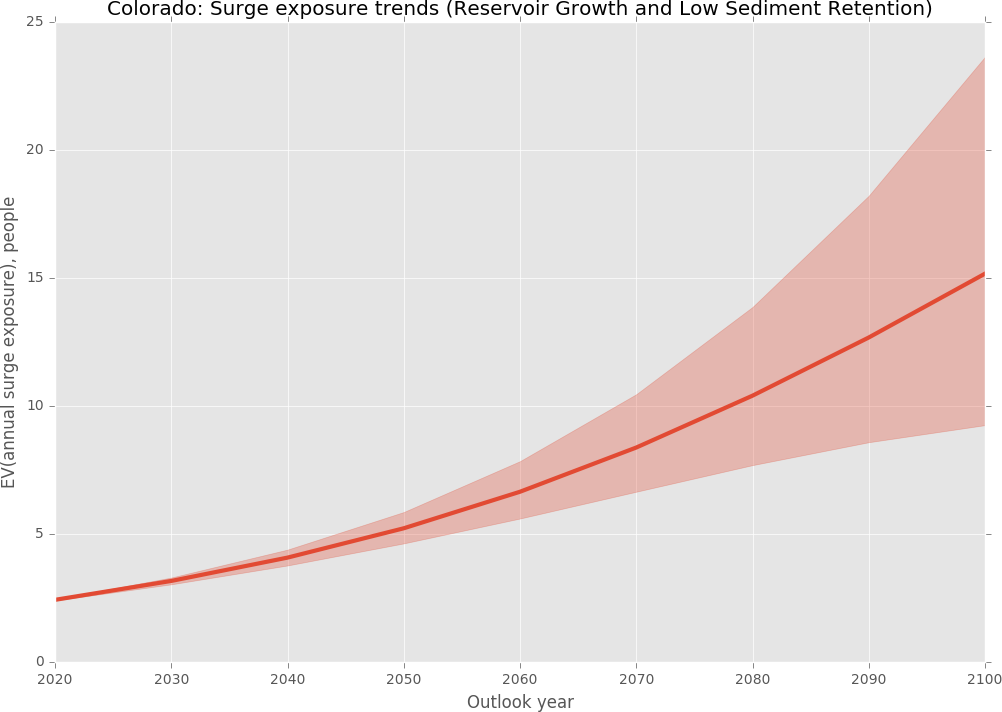 Colorado: Surge exposure trends (Reservoir Growth and Low Sediment Retention)
25
20
15
10
5
0
EV(annual surge exposure), people
2020 2030 2040 2050 2060 2070 2080 2090 2100
Outlook year